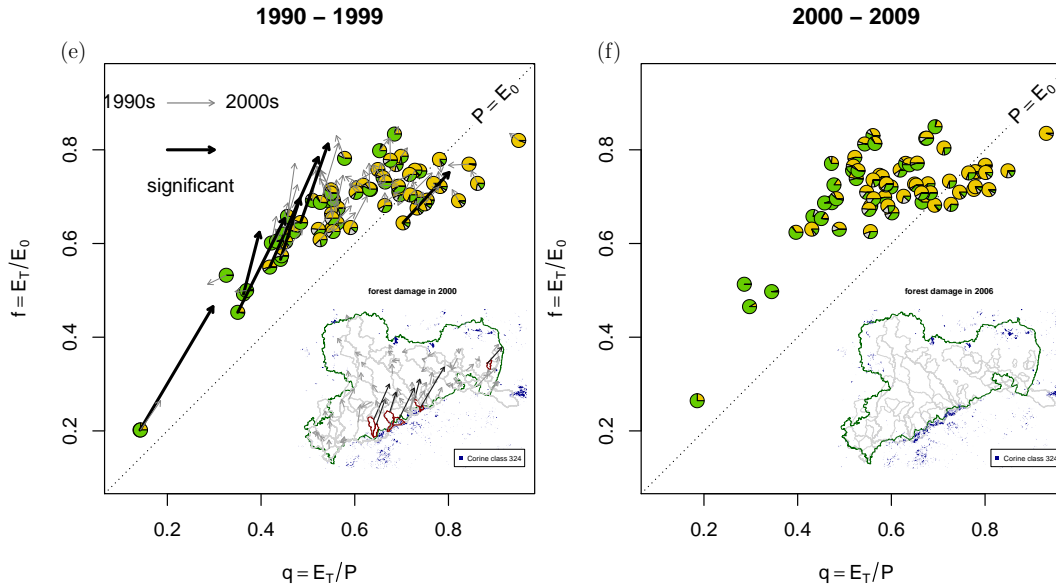 1990 – 1999
2000 – 2009
(e)
(f)
1990s
2000s
significant
P = E0
P = E0
0.8
0.6
0.4
0.2
f = ET/E0
0.8
0.6
0.4
0.2
f = ET/E0
forest damage in 2000
Corine class 324
forest damage in 2006
Corine class 324
0.2 0.4 0.6 0.8
0.2 0.4 0.6 0.8
q = ET/P
q = ET/P